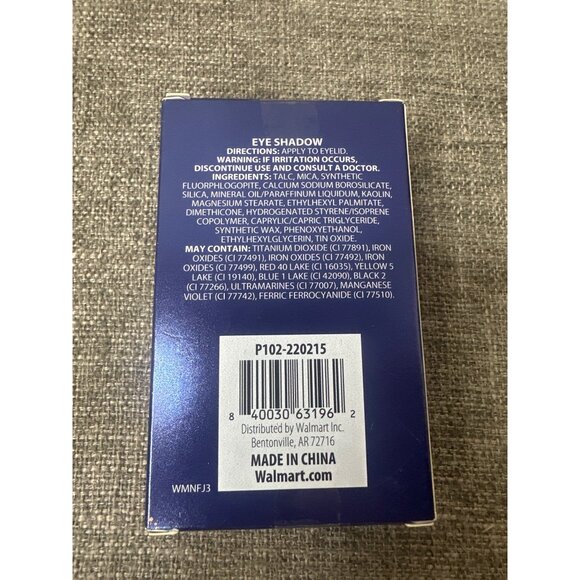 EYE SHADOW
DIRECTIONS: APPLY TO EYELID.
WARNING: IF IRRITATION OCCURS,
DISCONTINUE USE AND CONSULT A DOCTOR.
INGREDIENTS: TALC, MICA, SYNTHETIC
FLUORPHLOGOPITE, CALCIUM SODIUM BOROSILICATE,
SILICA, MINERAL OIL/PARAFFINUM LIQUIDUM, KAOLIN,
MAGNESIUM STEARATE, ETHYLHEXYL PALMITATE,
DIMETHICONE, HYDROGENATED STYRENE/ISOPRENE
COPOLYMER, CAPRYLIC/CAPRIC TRIGLYCERIDE,
SYNTHETIC WAX, PHENOXYETHANOL,
ETHYLHEXYLGLYCERIN, TIN OXIDE.
MAY CONTAIN: TITANIUM DIOXIDE (CI 77891), IRON
OXIDES (CI 77491), IRON OXIDES (CI 77492), IRON
OXIDES (CI 77499), RED 40 LAKE (CI 16035), YELLOW 5
LAKE (CI 19140), BLUE 1 LAKE (CI 42090), BLACK 2
(CI 77266), ULTRAMARINES (CI 77007), MANGANESE
VIOLET (CI 77742), FERRIC FERROCYANIDE (CI 77510).
P102-220215
8 40030 63196 2
Distributed by Walmart Inc.
Bentonville, AR 72716
MADE IN CHINA
Walmart.com
WMNFJ3